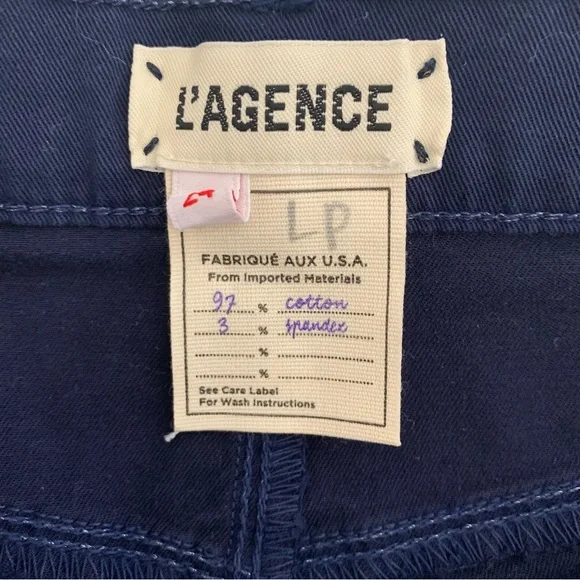 L'AGENCE
LP
FABRIQUÉ AUX U.S.A.
From Imported Materials
97 % cotton
3 % spandex
%
%
See Care Label
For Wash Instructions